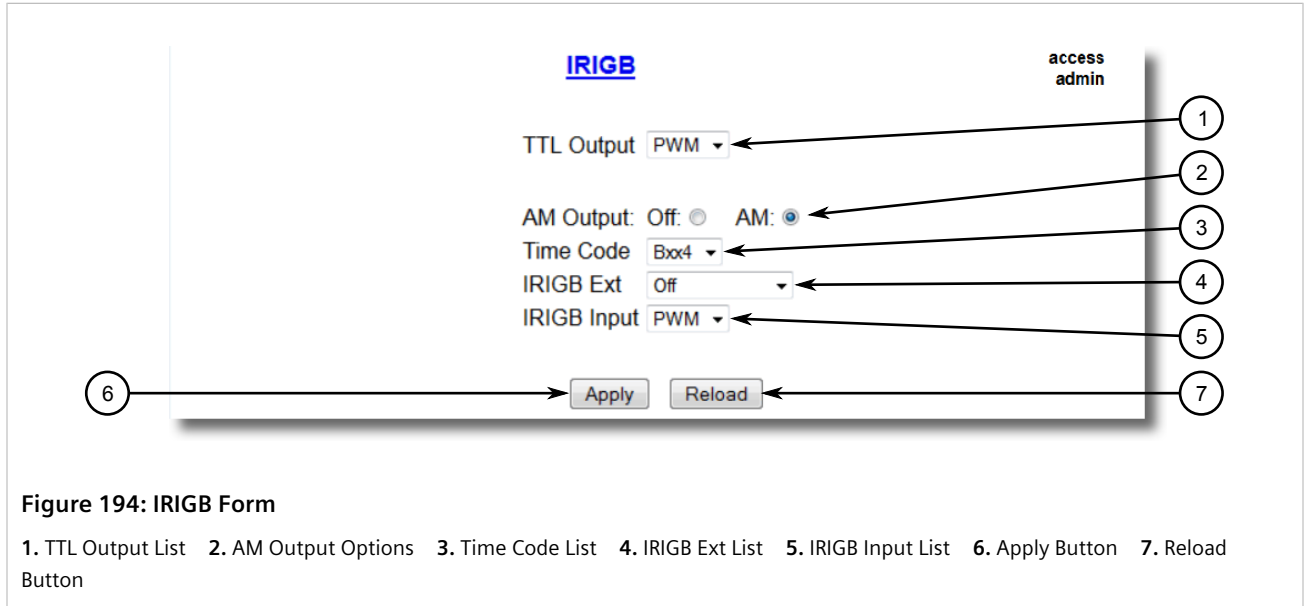 IRIGB
access
admin
TTL Output PWM
1
2
AM Output: Off: AM:
3
Time Code Bxx4
4
IRIGB Ext Off
IRIGB Input PWM
5
6
Apply Reload
7
Figure 194: IRIGB Form
1. TTL Output List 2. AM Output Options 3. Time Code List 4. IRIGB Ext List 5. IRIGB Input List 6. Apply Button 7. Reload
Button